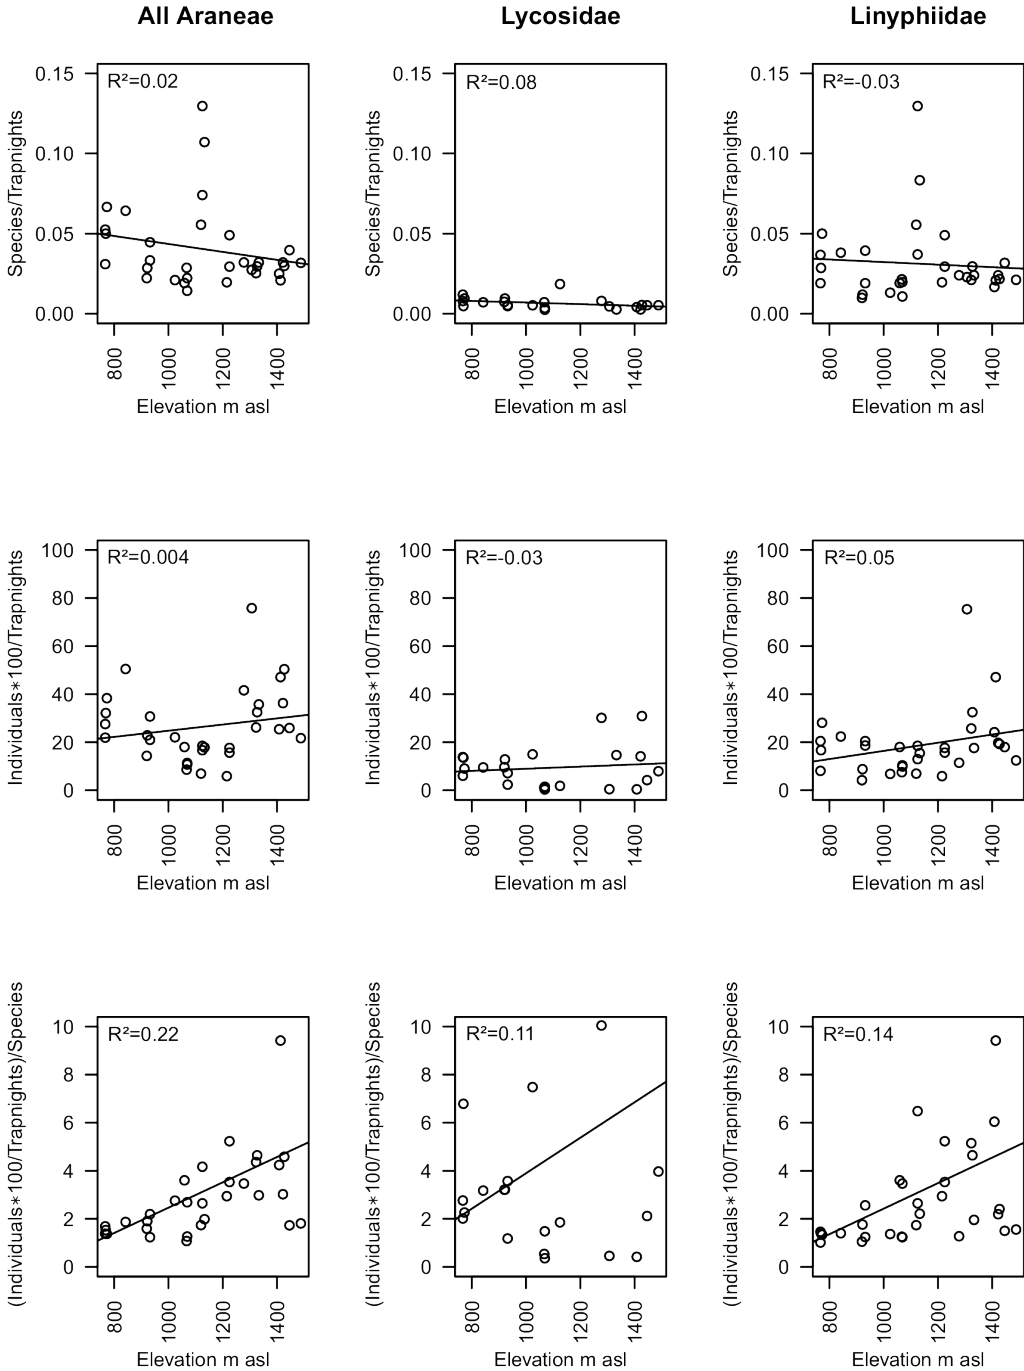 All Araneae Lycosidae Linyphiidae
R²=0.02 R²=0.08 R²=-0.03
Species/Trapnights Species/Trapnights Species/Trapnights
0.15 0.15 0.15
0.10 0.10 0.10
0.05 0.05 0.05
0.00 0.00 0.00
800 1000 1200 1400 800 1000 1200 1400 800 1000 1200 1400
Elevation m asl Elevation m asl Elevation m asl
R²=0.004 R²=-0.03 R²=0.05
Individuals*100/Trapnights Individuals*100/Trapnights Individuals*100/Trapnights
100 100 100
80 80 80
60 60 60
40 40 40
20 20 20
0 0 0
800 1000 1200 1400 800 1000 1200 1400 800 1000 1200 1400
Elevation m asl Elevation m asl Elevation m asl
R²=0.22 R²=0.11 R²=0.14
(Individuals*100/Trapnights)/Species (Individuals*100/Trapnights)/Species (Individuals*100/Trapnights)/Species
10 10 10
8 8 8
6 6 6
4 4 4
2 2 2
0 0 0
800 1000 1200 1400 800 1000 1200 1400 800 1000 1200 1400
Elevation m asl Elevation m asl Elevation m asl